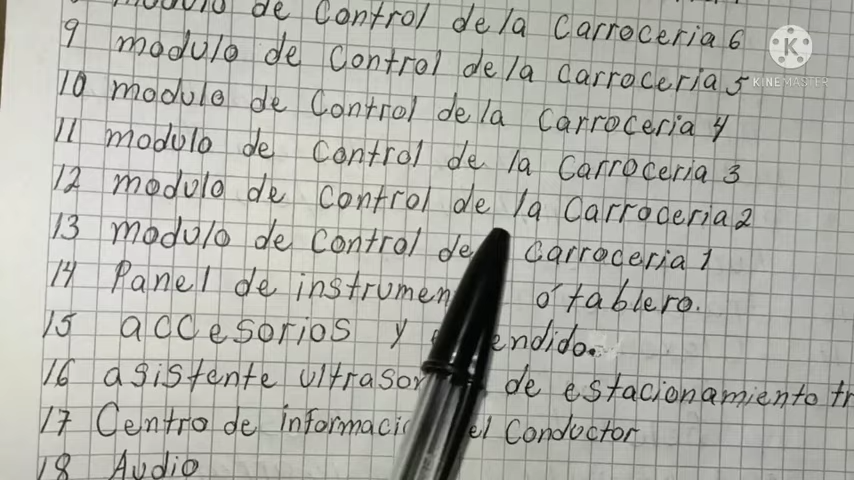 modulo de Control de la Carroceria 6
9 modulo de Control de la Carroceria 5
K
KINEMASTER
10 modulo de Control de la Carroceria 4
11 modulo de Control de la Carroceria 3
12 modulo de Control de la Carroceria 2
13 modulo de Control de Carroceria 1
14 Panel de instrumen ó tablero.
15 accesorios y endido.
16 asistente ultraso de estacionamiento tr
17 Centro de informaci el Conductor
18 Audio